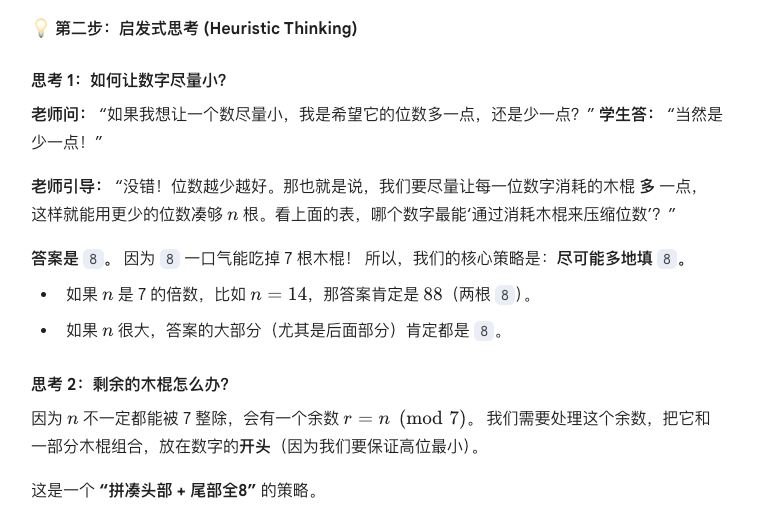 💡 第二步：启发式思考 (Heuristic Thinking)
思考 1：如何让数字尽量小？
老师问： “如果我想让一个数尽量小，我是希望它的位数多一点，还是少一点？” 学生答： “当然是
少一点！”
老师引导： “没错！位数越少越好。那也就是说，我们要尽量让每一位数字消耗的木棍 多 一点，
这样就能用更少的位数凑够 n 根。看上面的表，哪个数字最能‘通过消耗木棍来压缩位数’？”
答案是 8 。 因为 8 一口气能吃掉 7 根木棍！ 所以，我们的核心策略是：尽可能多地填 8 。
• 如果 n 是 7 的倍数，比如 n = 14，那答案肯定是 88（两根 8 ）。
• 如果 n 很大，答案的大部分（尤其是后面部分）肯定都是 8 。
思考 2：剩余的木棍怎么办？
因为 n 不一定都能被 7 整除，会有一个余数 r = n (mod 7)。 我们需要处理这个余数，把它和
一部分木棍组合，放在数字的开头（因为我们要保证高位最小）。
这是一个 “拼凑头部 + 尾部全8” 的策略。